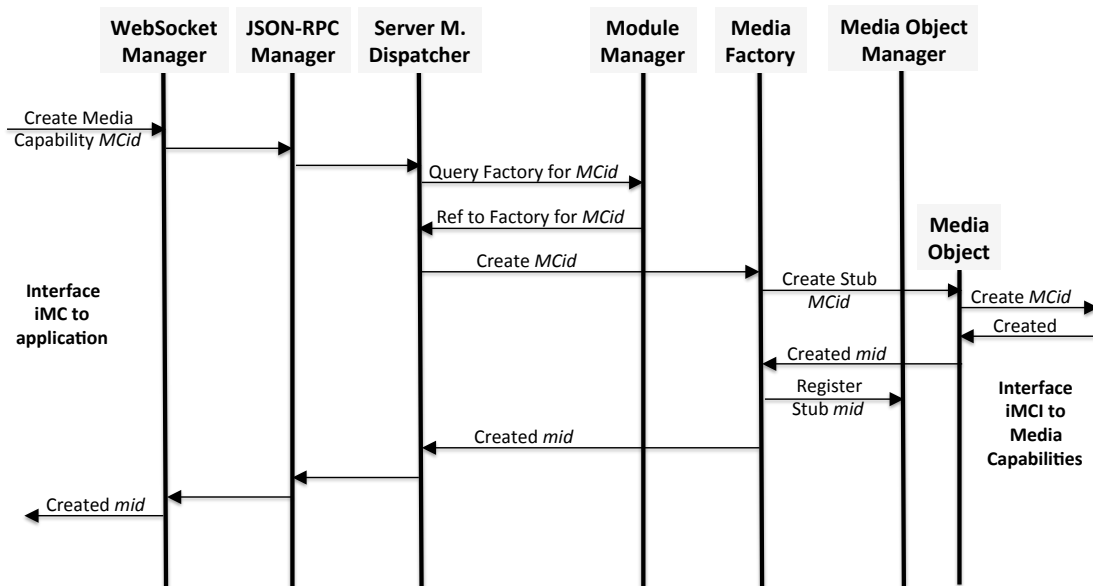 WebSocket Manager
JSON-RPC Manager
Server M. Dispatcher
Module Manager
Media Factory
Media Object Manager
Create Media
Capability MCid
Query Factory for MCid
Ref to Factory for MCid
Media Object
Create MCid
Create Stub
MCid
Create MCid
Interface
iMC to
application
Created
Created mid
Register
Stub mid
Interface
iMCI to
Media
Capabilities
Created mid
Created mid